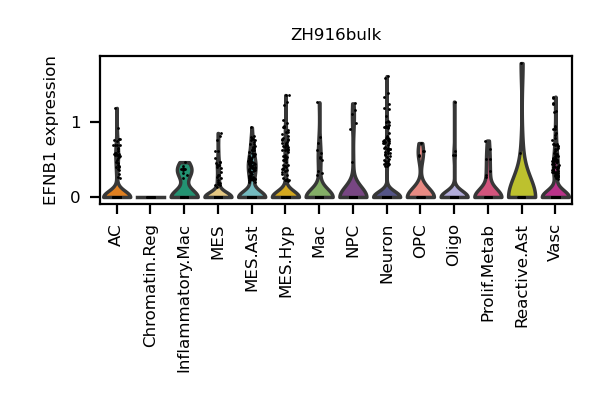 ZH916bulk
EFNB1 expression
1
0
AC
Chromatin.Reg
Inflammatory.Mac
MES
MES.Ast
MES.Hyp
Mac
NPC
Neuron
OPC
Oligo
Prolif.Metab
Reactive.Ast
Vasc